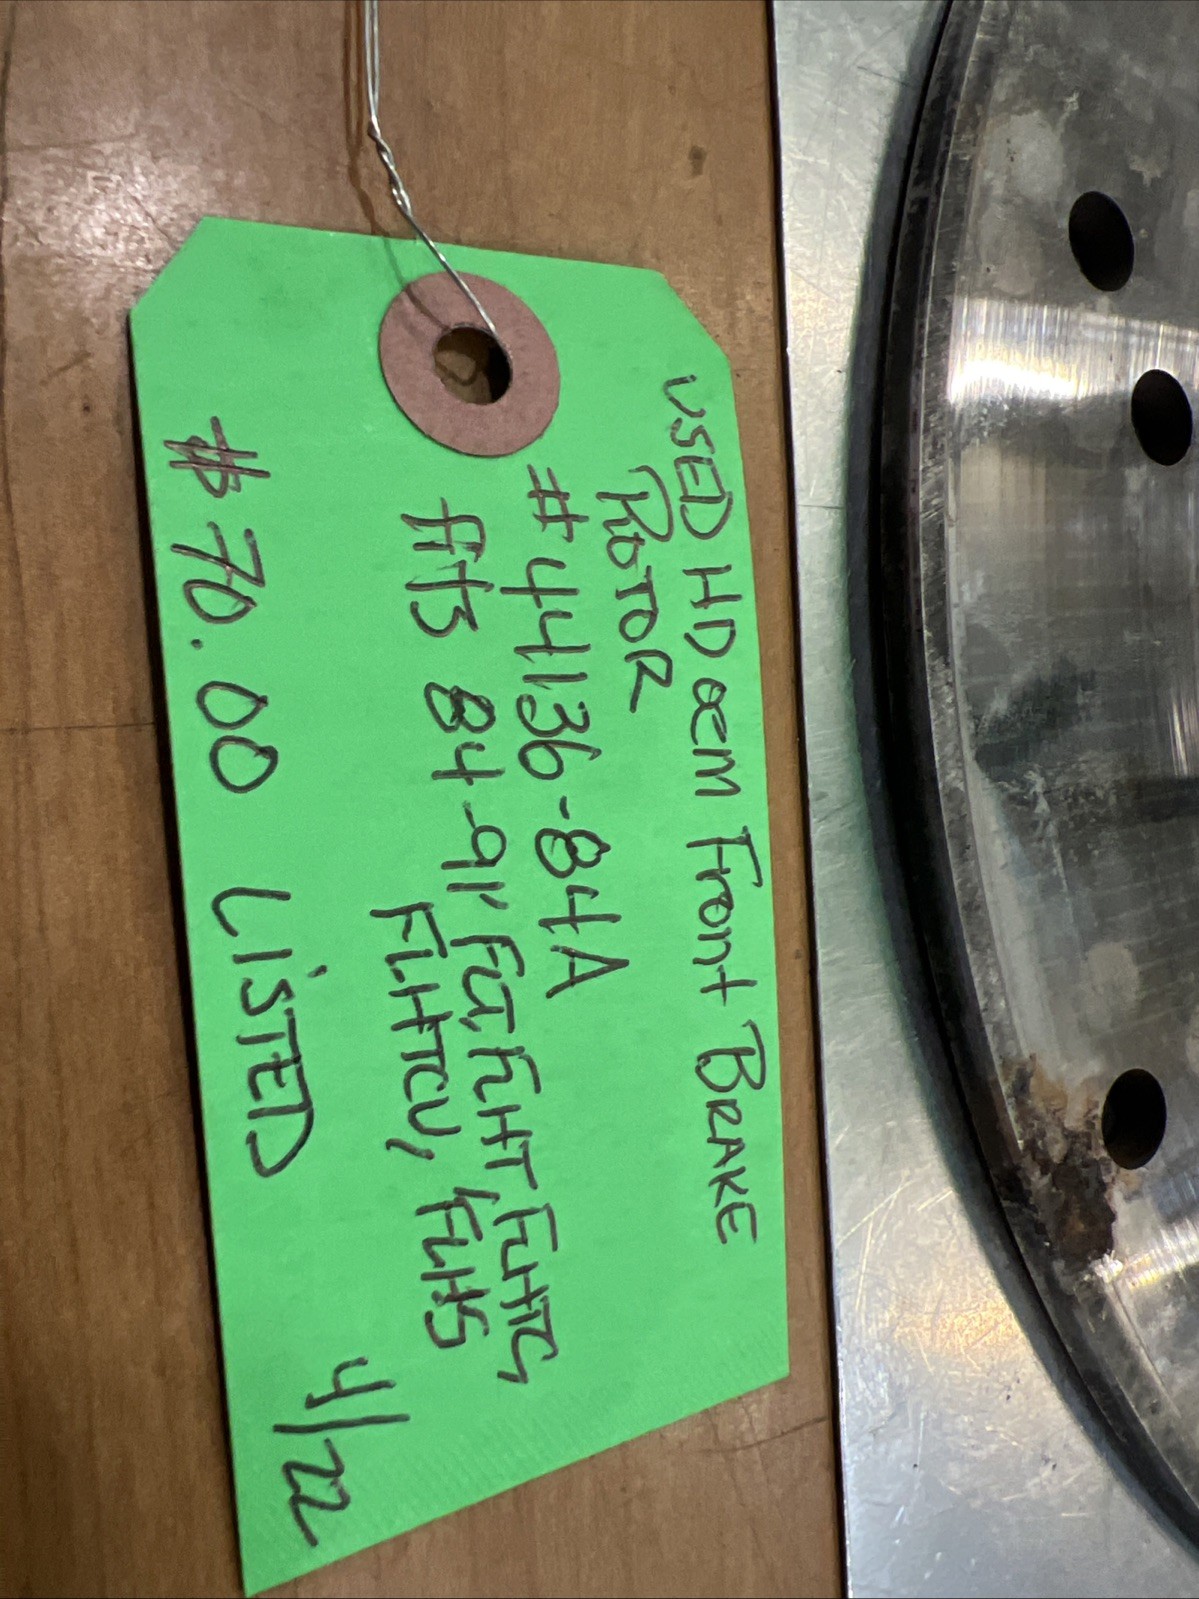 USED HD OEM Front BRAKE
ROTOR
#44136-84A
fits 84-91, FLT, FLHT FLHTC,
FLHTCU, FLHS
$70.00 LiSTED 4/22